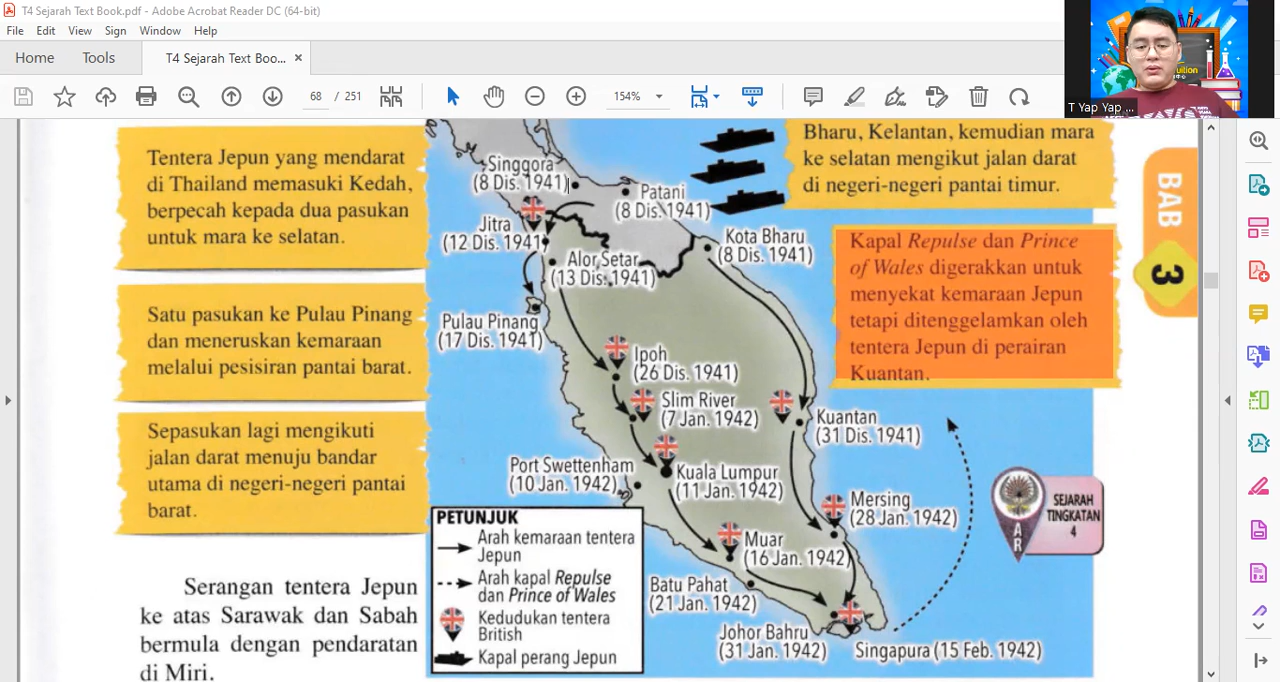 T4 Sejarah Text Book.pdf - Adobe Acrobat Reader DC (64-bit)
File Edit View Sign Window Help
Home Tools T4 Sejarah Text Boo... ×
68 / 251 154%
T Yap Yap ...
Tentera Jepun yang mendarat
di Thailand memasuki Kedah,
berpecah kepada dua pasukan
untuk mara ke selatan.
Satu pasukan ke Pulau Pinang
dan meneruskan kemaraan
melalui pesisiran pantai barat.
Sepasukan lagi mengikuti
jalan darat menuju bandar
utama di negeri-negeri pantai
barat.
Serangan tentera Jepun
ke atas Sarawak dan Sabah
bermula dengan pendaratan
di Miri.
Singgora
(8 Dis. 1941)
Patani
(8 Dis. 1941)
Jitra
(12 Dis. 1941)
Alor Setar
(13 Dis. 1941)
Kota Bharu
(8 Dis. 1941)
Pulau Pinang
(17 Dis. 1941)
Ipoh
(26 Dis. 1941)
Slim River
(7 Jan. 1942)
Kuantan
(31 Dis. 1941)
Port Swettenham
(10 Jan. 1942)
Kuala Lumpur
(11 Jan. 1942)
Mersing
(28 Jan. 1942)
Muar
(16 Jan. 1942)
Batu Pahat
(21 Jan. 1942)
Johor Bahru
(31 Jan. 1942)
Singapura (15 Feb. 1942)
PETUNJUK
Arah kemaraan tentera
Jepun
Arah kapal Repulse
dan Prince of Wales
Kedudukan tentera
British
Kapal perang Jepun
Bharu, Kelantan, kemudian mara
ke selatan mengikut jalan darat
di negeri-negeri pantai timur.
Kapal Repulse dan Prince
of Wales digerakkan untuk
menyekat kemaraan Jepun
tetapi ditenggelamkan oleh
tentera Jepun di perairan
Kuantan.
BAB
3
AR
SEJARAH
TINGKATAN
4